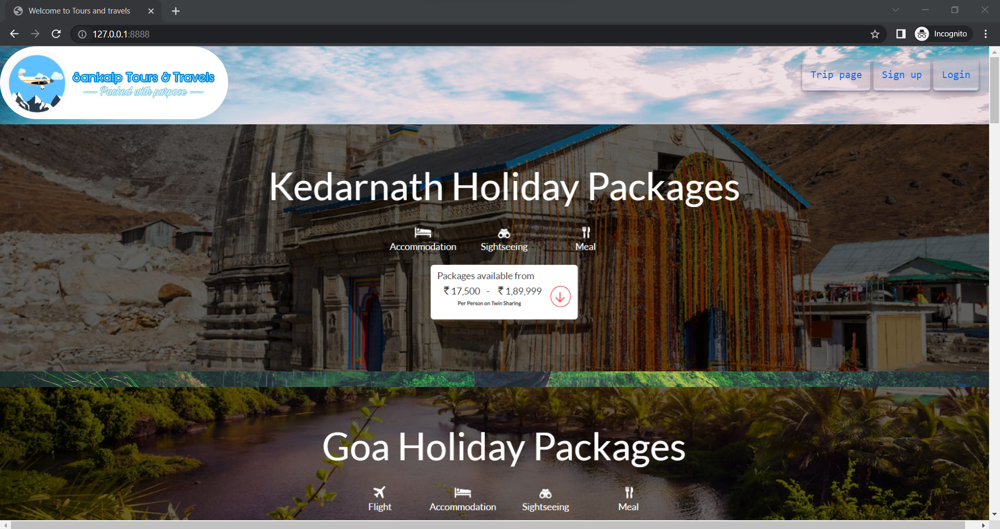 Welcome to Tours and travels
127.0.0.1:8888
Incognito
Sankalp Tours & Travels
---- Packed with purpose ----
Trip page
Sign up
Login
Kedarnath Holiday Packages
Accommodation Sightseeing Meal
Packages available from
₹ 17,500 - ₹ 1,89,999
Per Person on Twin Sharing
Goa Holiday Packages
Flight Accommodation Sightseeing Meal